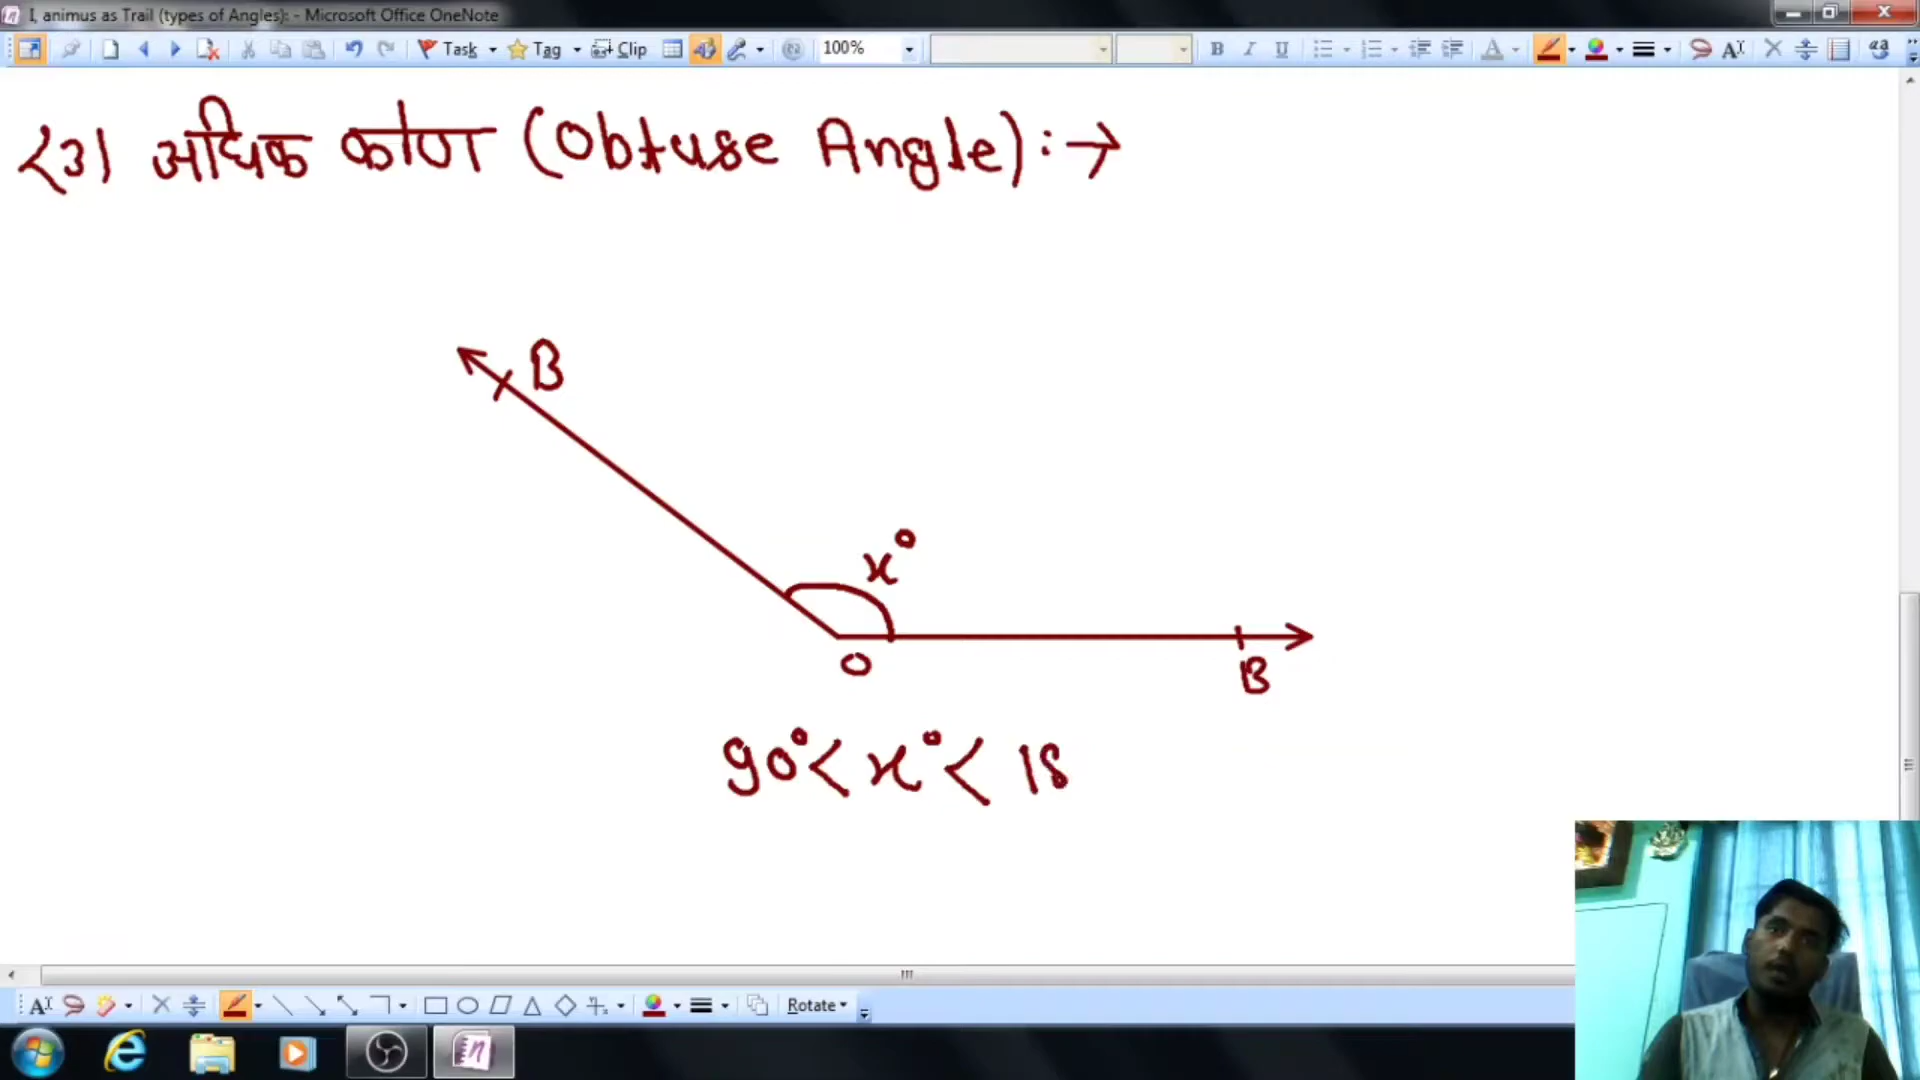 I, animus as Trail (types of Angles): - Microsoft Office OneNote
Task Tag Clip 100% B I U
(3) अधिक कोण (Obtuse Angle) :→
B
x°
O
B
90° < x° < 18
Rotate